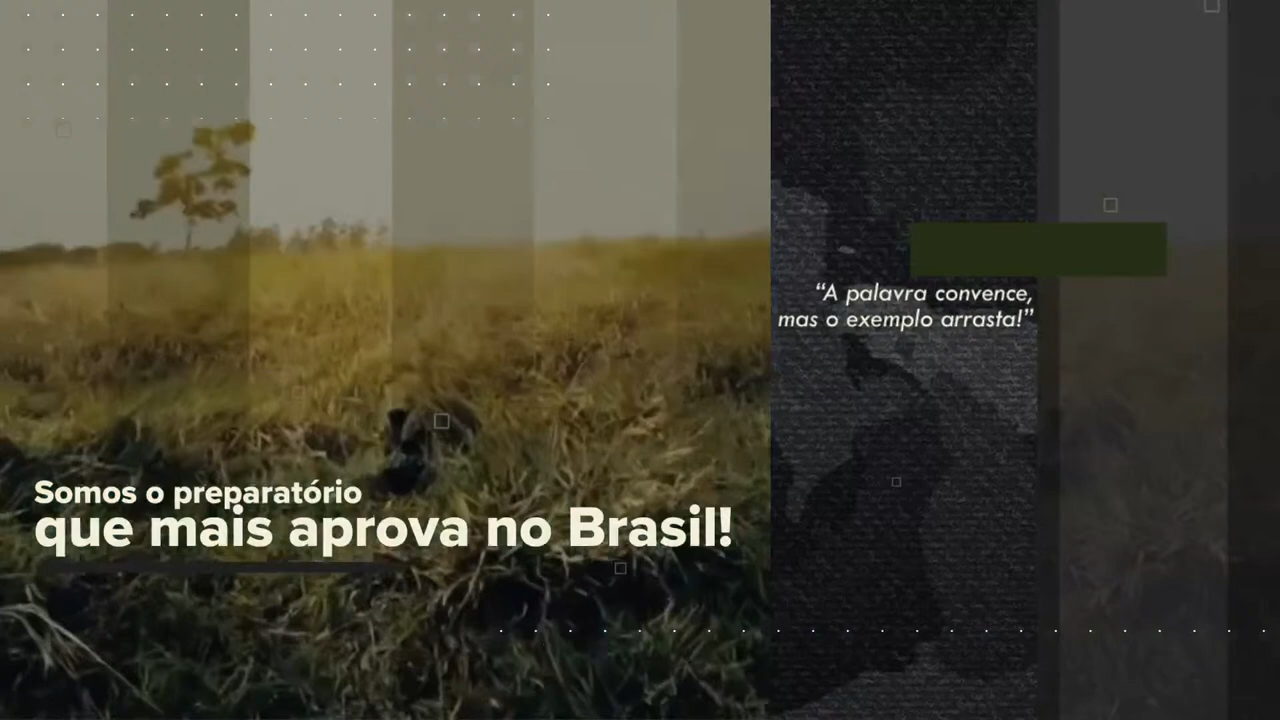 Somos o preparatório
que mais aprova no Brasil!
“A palavra convence,
mas o exemplo arrasta!”